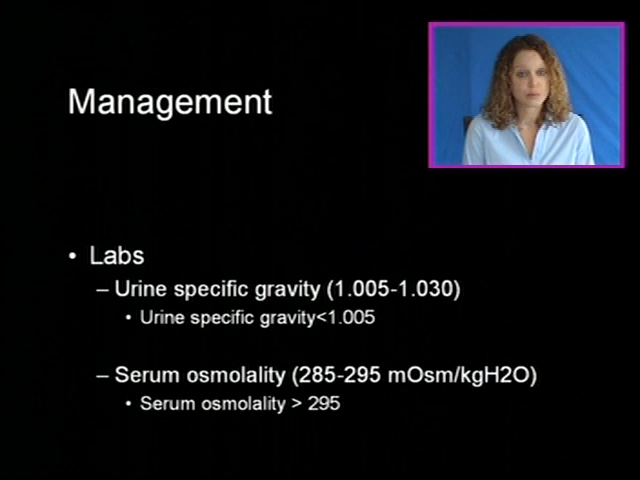 Management
• Labs
– Urine specific gravity (1.005-1.030)
• Urine specific gravity<1.005
– Serum osmolality (285-295 mOsm/kgH2O)
• Serum osmolality > 295